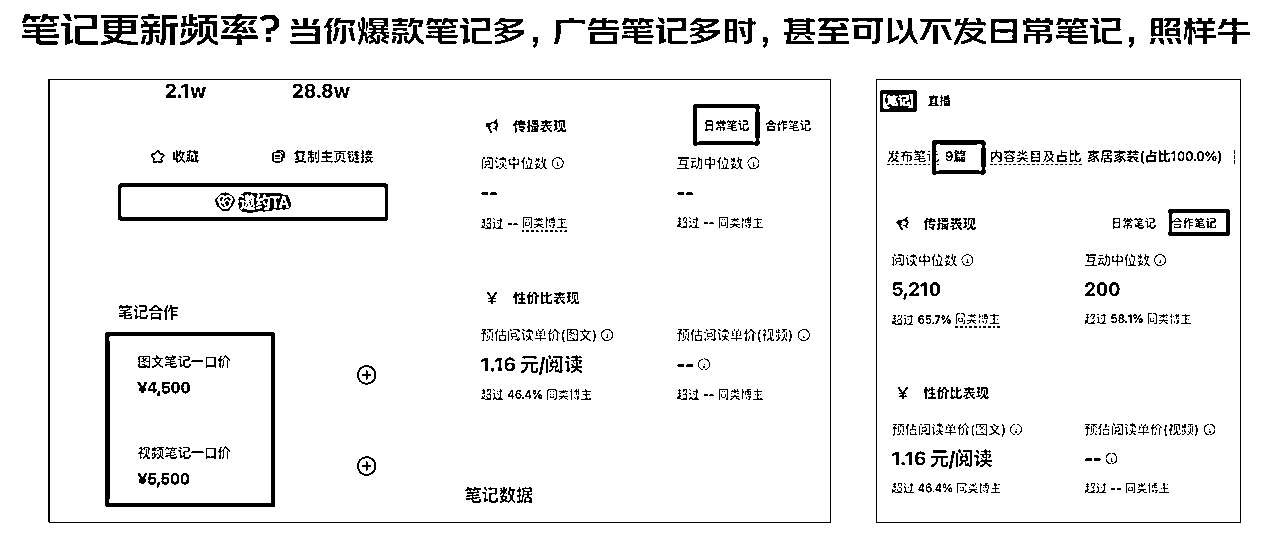 笔记更新频率?当你爆款笔记多,广告笔记多时,甚至可以不发日常笔记,照样牛
2.1w 28.8w
收藏 复制主页链接
邀约TA
笔记合作
图文笔记一口价
¥4,500
视频笔记一口价
¥5,500
传播表现 日常笔记 合作笔记
阅读中位数 互动中位数
-- --
超过 -- 同类博主 超过 -- 同类博主
¥ 性价比表现
预估阅读单价(图文) 预估阅读单价(视频)
1.16 元/阅读 --
超过 46.4% 同类博主 超过 -- 同类博主
笔记数据
笔记 直播
发布笔记 9篇 内容类目及占比 家居家装(占比100.0%)
传播表现 日常笔记 合作笔记
阅读中位数 互动中位数
5,210 200
超过 65.7% 同类博主 超过 58.1% 同类博主
¥ 性价比表现
预估阅读单价(图文) 预估阅读单价(视频)
1.16 元/阅读 --
超过 46.4% 同类博主 超过 -- 同类博主